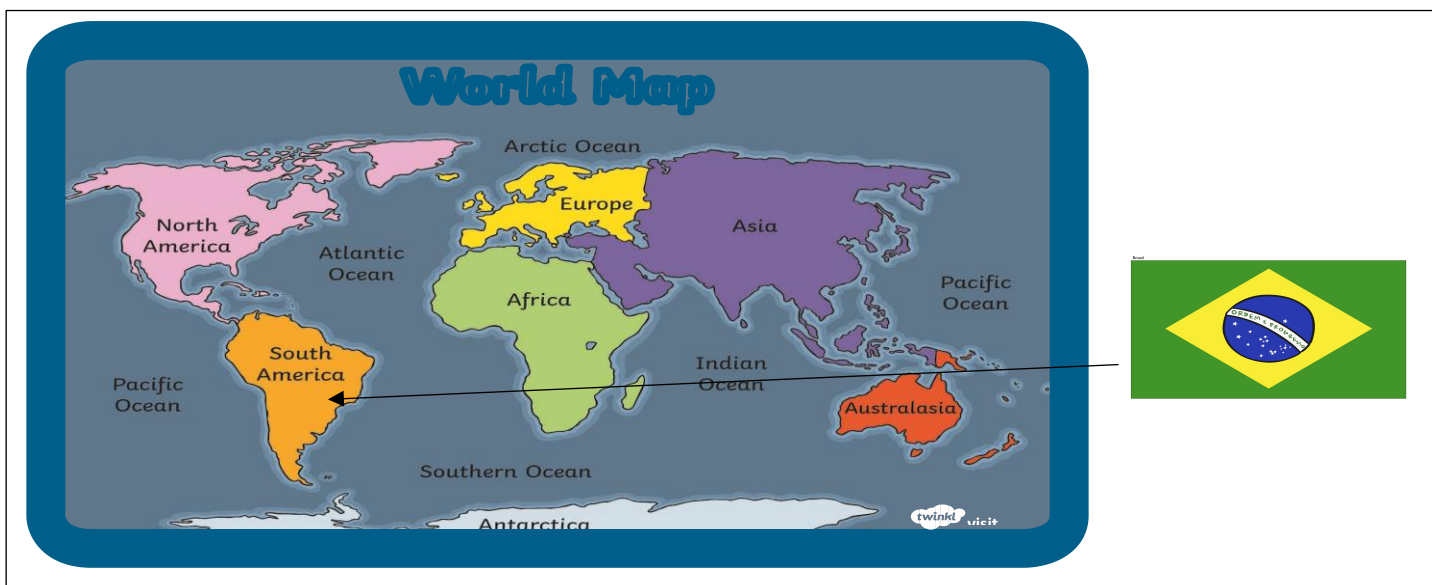 World Map
Arctic Ocean
North
America
Atlantic
Ocean
Europe
Asia
Africa
Pacific
Ocean
Brazil
ORDEM E PROGRESSO
South
America
Pacific
Ocean
Indian
Ocean
Australasia
Southern Ocean
Antarctica
twinkl
visit